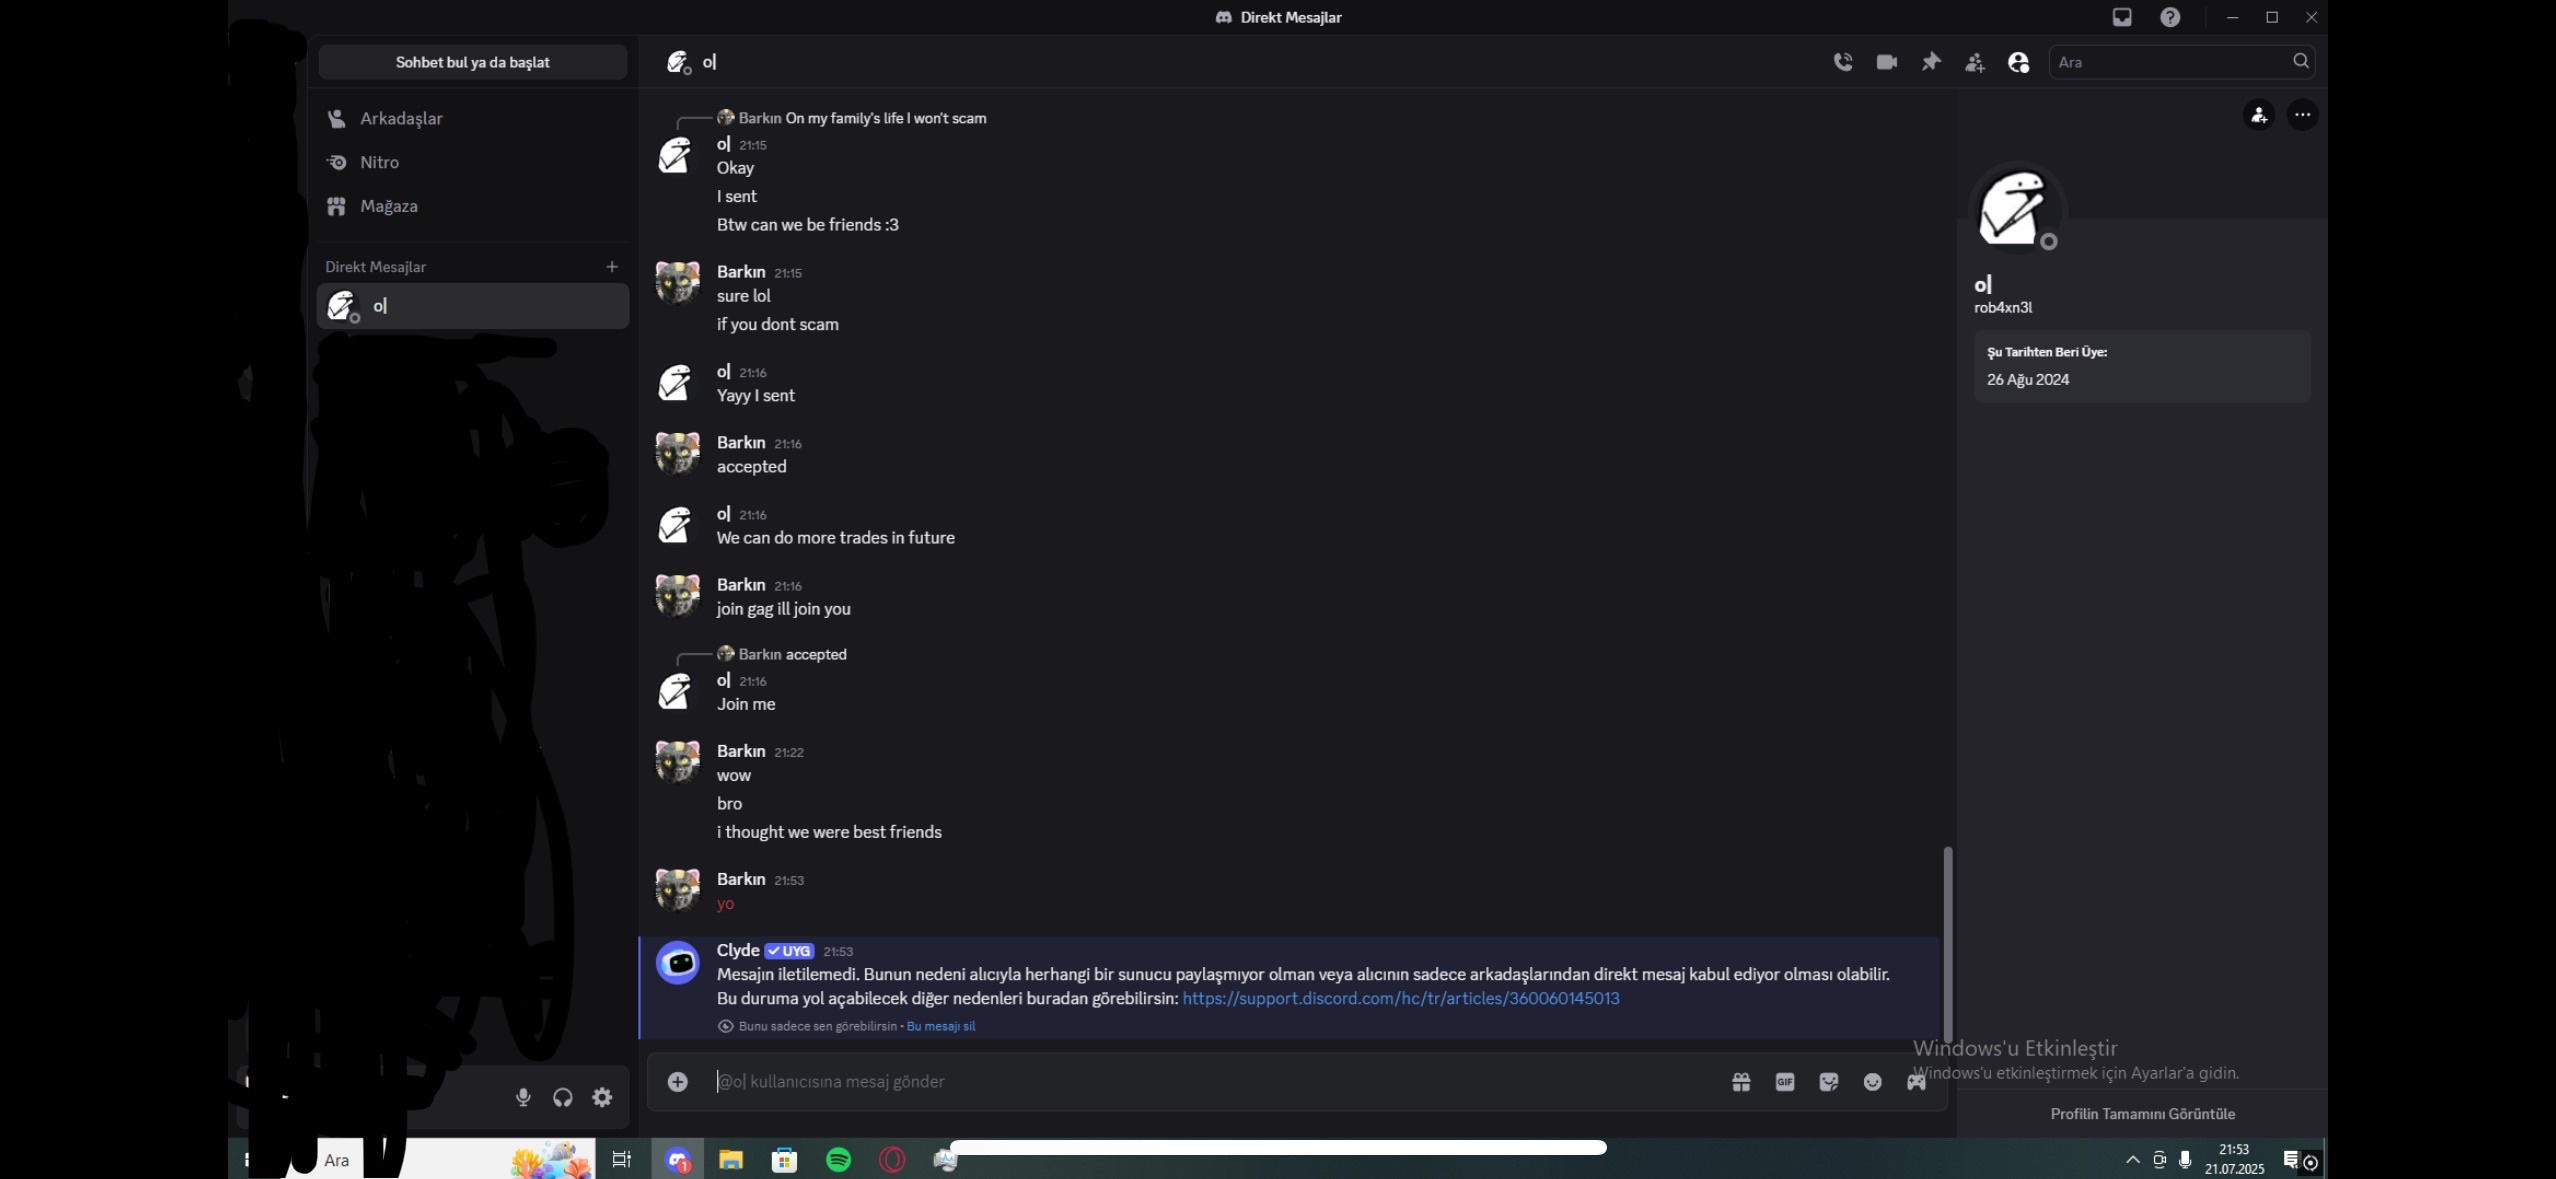 Direkt Mesajlar
Sohbet bul ya da başlat
o|
Ara
Arkadaşlar
Nitro
Mağaza
Direkt Mesajlar
o|
Barkın On my family's life I won't scam
o| 21:15
Okay
I sent
Btw can we be friends :3
Barkın 21:15
sure lol
if you dont scam
o| 21:16
Yayy I sent
Barkın 21:16
accepted
o| 21:16
We can do more trades in future
Barkın 21:16
join gag ill join you
Barkın accepted
o| 21:16
Join me
Barkın 21:22
wow
bro
i thought we were best friends
Barkın 21:53
yo
Clyde UYG 21:53
Mesajın iletilemedi. Bunun nedeni alıcıyla herhangi bir sunucu paylaşmıyor olman veya alıcının sadece arkadaşlarından direkt mesaj kabul ediyor olması olabilir.
Bu duruma yol açabilecek diğer nedenleri buradan görebilirsin: https://support.discord.com/hc/tr/articles/360060145013
Bunu sadece sen görebilirsin • Bu mesajı sil
@o| kullanıcısına mesaj gönder
GIF
o|
rob4xn3l
Şu Tarihten Beri Üye:
26 Ağu 2024
Windows'u Etkinleştir
Windows'u etkinleştirmek için Ayarlar'a gidin.
Profilin Tamamını Görüntüle
Ara
1
21:53
21.07.2025